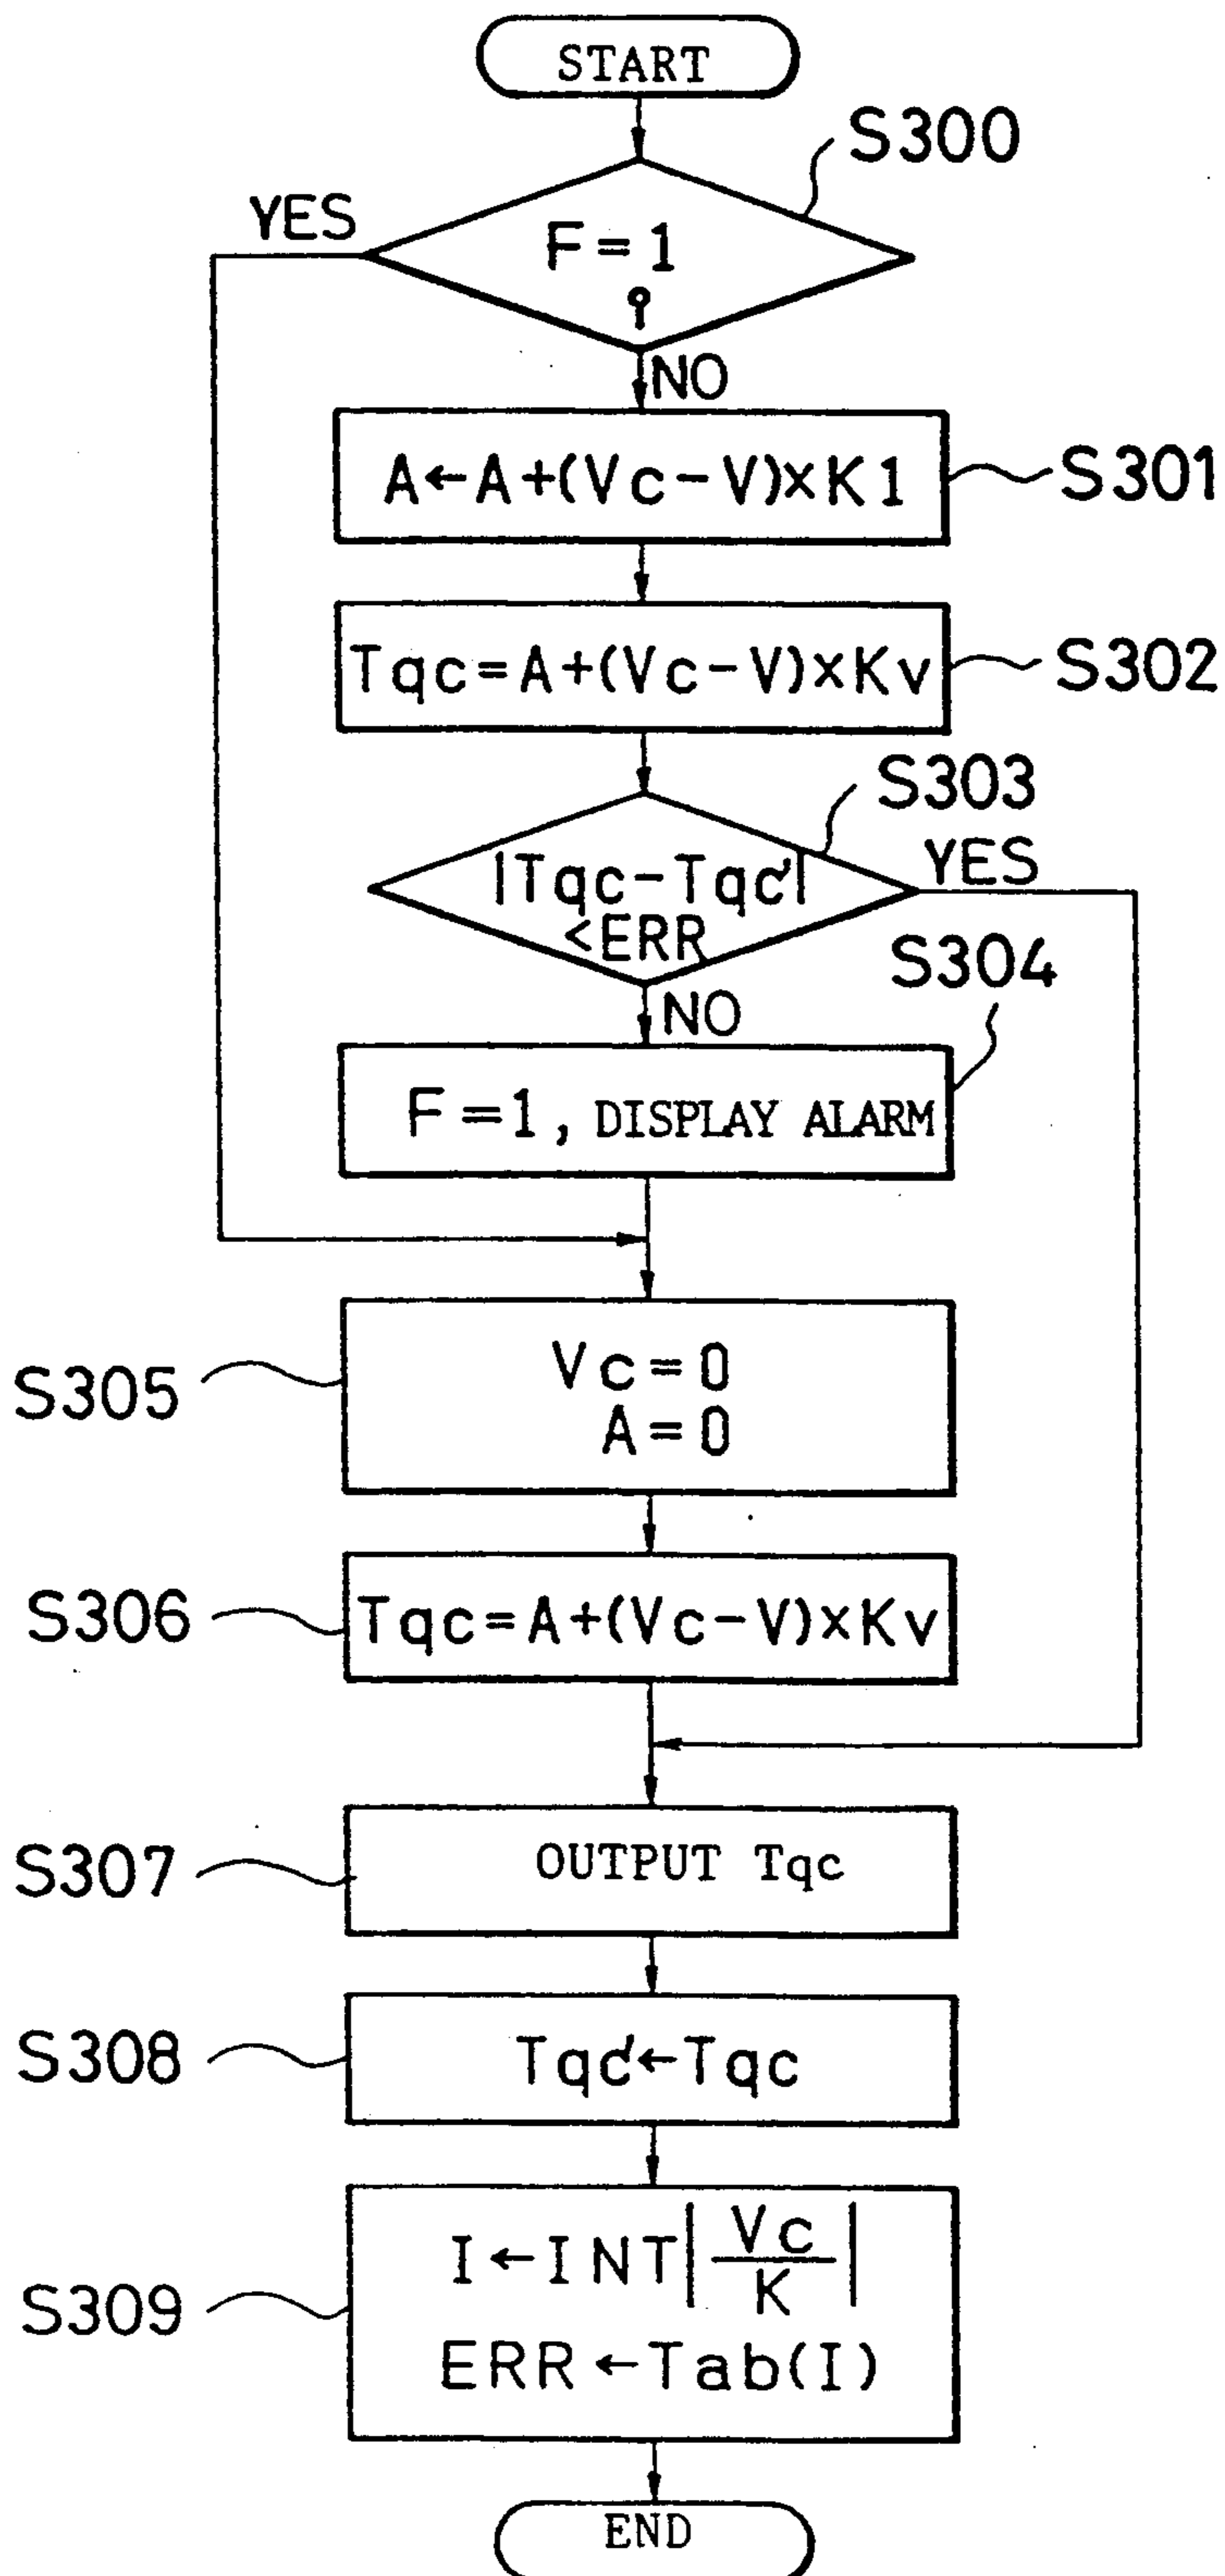 START
S300
YES
F=1
?
NO
A←A+(Vc-V)×K1
S301
Tqc=A+(Vc-V)×Kv
S302
S303
|Tqc-Tqc'|
<ERR
YES
S304
NO
F=1, DISPLAY ALARM
Vc=0
A=0
S305
Tqc=A+(Vc-V)×Kv
S306
OUTPUT Tqc
S307
Tqc'←Tqc
S308
I←INT|Vc/K|
ERR←Tab(I)
S309
END